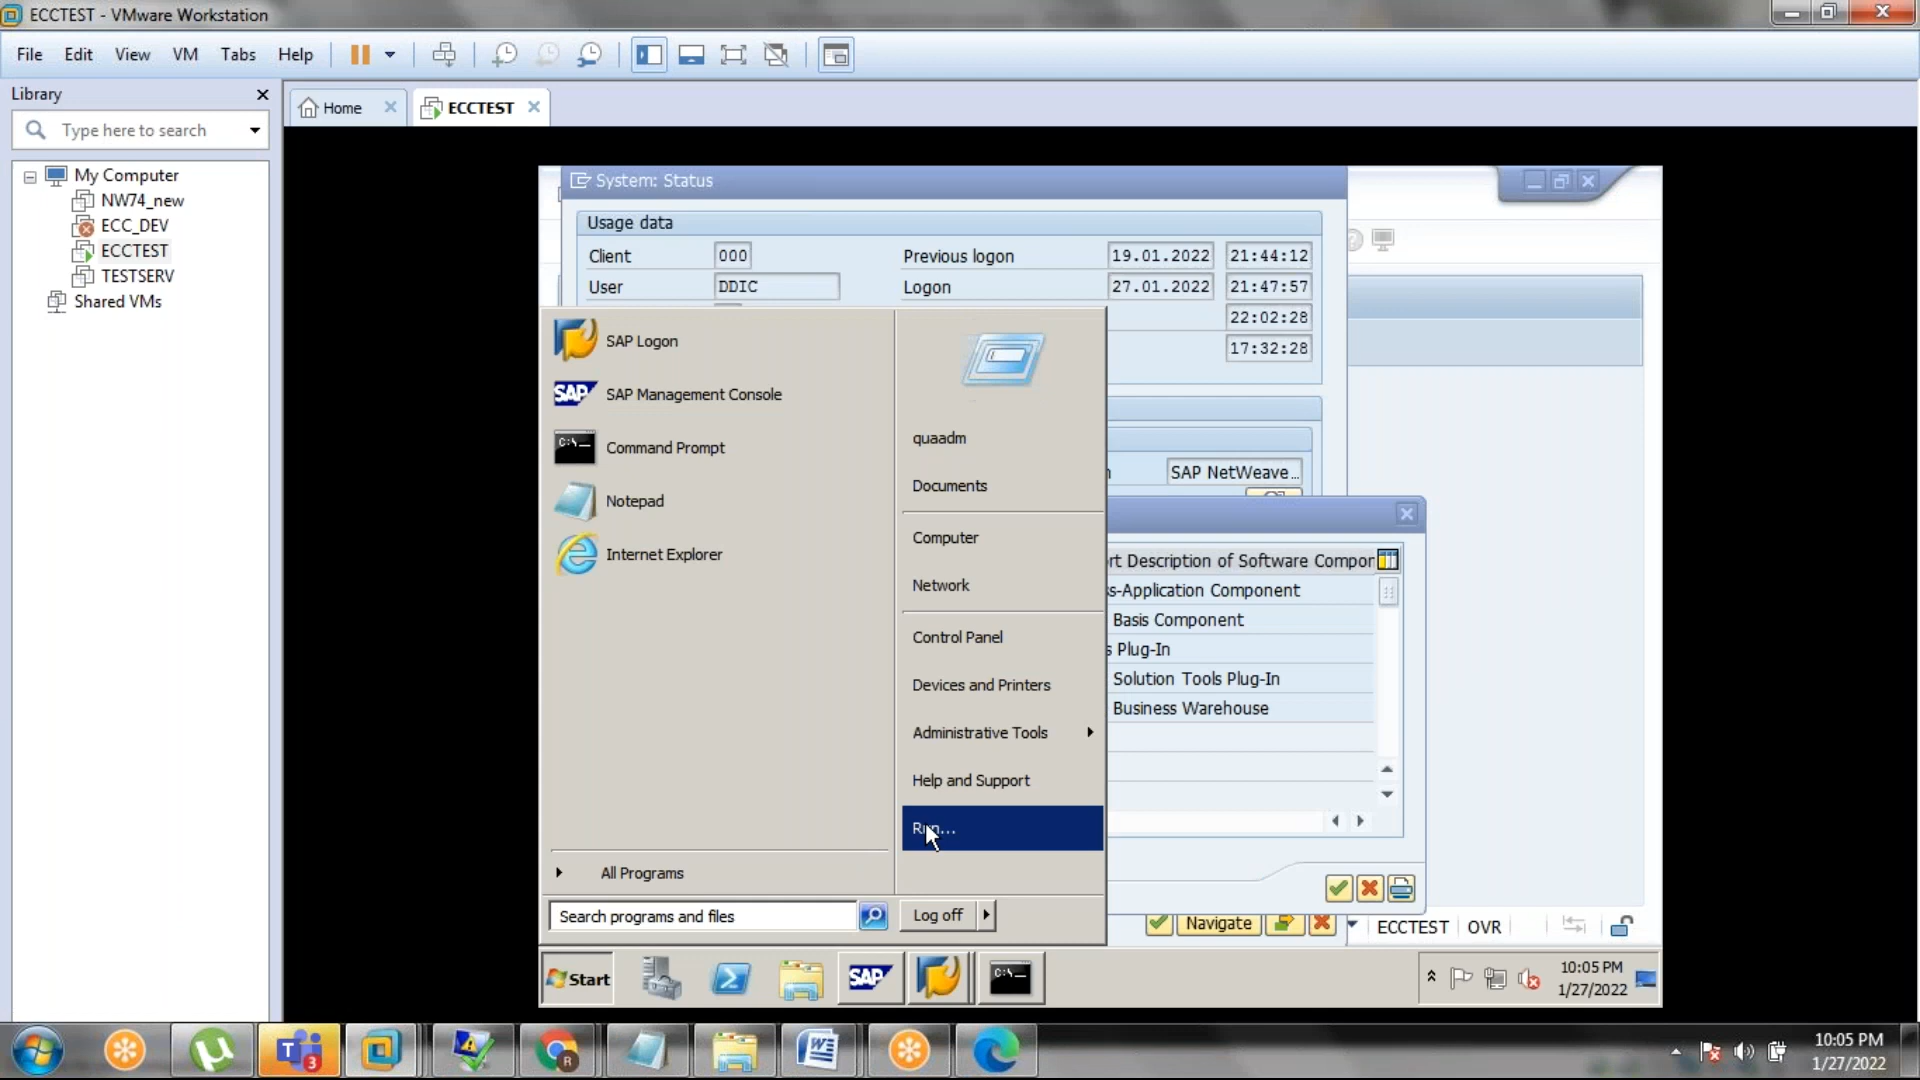 ECCTEST - VMware Workstation
File Edit View VM Tabs Help
Library
Type here to search
My Computer
NW74_new
ECC_DEV
ECCTEST
TESTSERV
Shared VMs
Home
ECCTEST
System: Status
Usage data
Client 000 Previous logon 19.01.2022 21:44:12
User DDIC Logon 27.01.2022 21:47:57
22:02:28
17:32:28
SAP NetWeave...
SAP Logon
SAP Management Console
Command Prompt
Notepad
Internet Explorer
All Programs
Search programs and files
quaadm
Documents
Computer
Network
Control Panel
Devices and Printers
Administrative Tools
Help and Support
Log off
rt Description of Software Compor
s-Application Component
Basis Component
s Plug-In
Solution Tools Plug-In
Business Warehouse
Navigate
ECCTEST OVR
Start
SAP
10:05 PM
1/27/2022
10:05 PM
1/27/2022